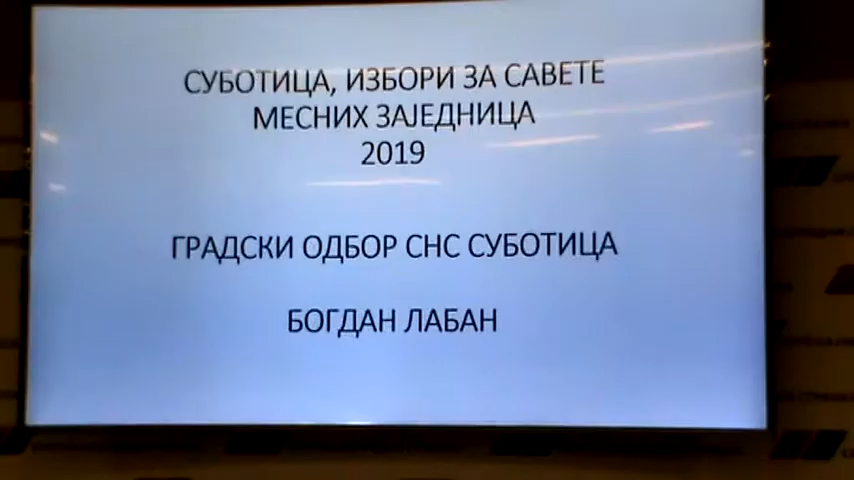 СУБОТИЦА, ИЗБОРИ ЗА САВЕТЕ
МЕСНИХ ЗАЈЕДНИЦА
2019
ГРАДСКИ ОДБОР СНС СУБОТИЦА
БОГДАН ЛАБАН